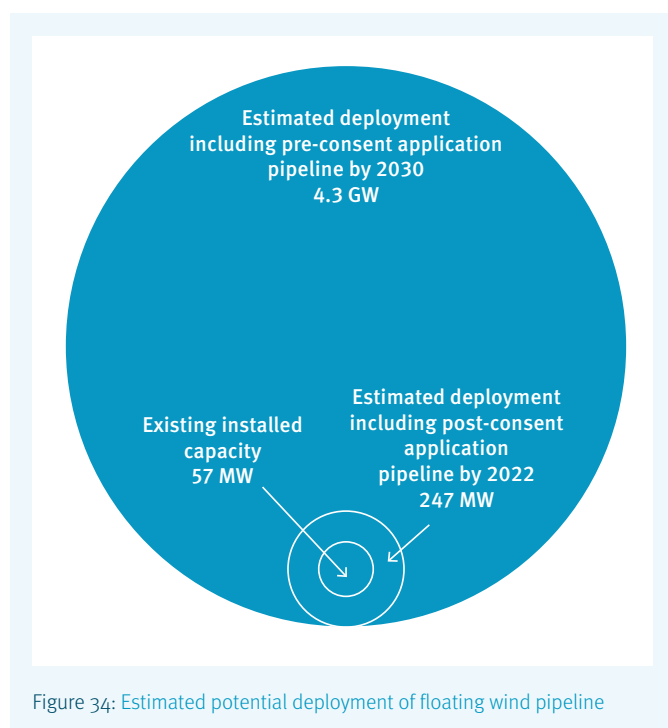 Estimated deployment
including pre-consent application
pipeline by 2030
4.3 GW
Existing installed
capacity
57 MW
Estimated deployment
including post-consent
application
pipeline by 2022
247 MW
Figure 34: Estimated potential deployment of floating wind pipeline